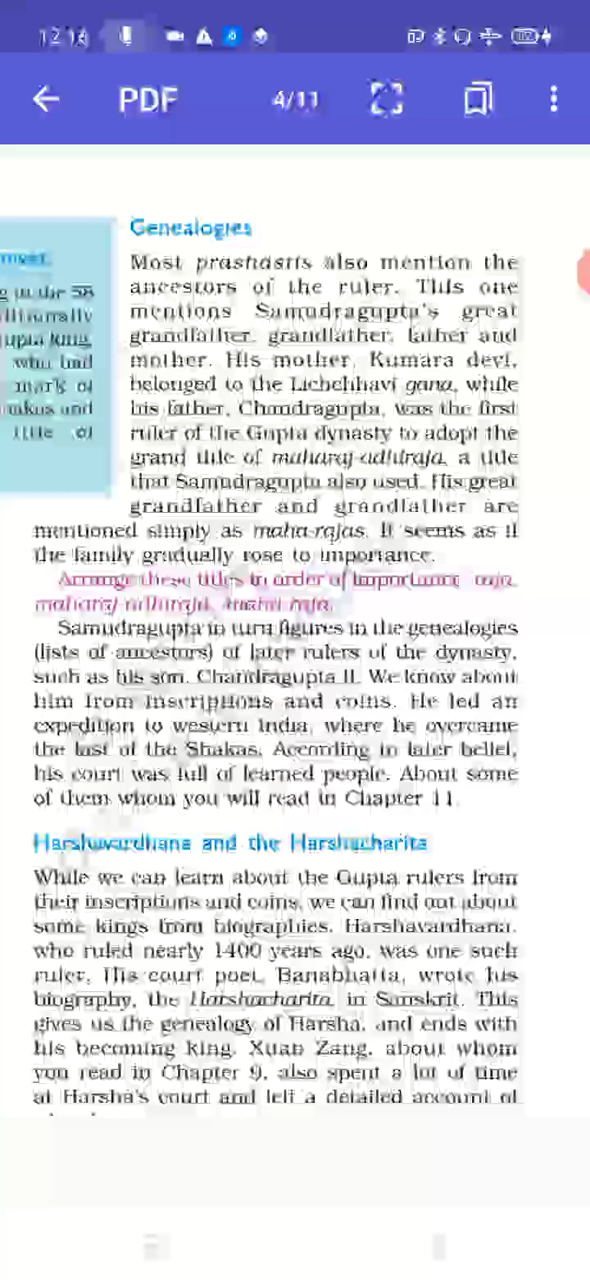 12:14
PDF
4/11
Genealogies
Most prashastis also mention the
ancestors of the ruler. This one
mentions Samudragupta's great
grandfather, grandfather, father and
mother. His mother, Kumara devi,
belonged to the Lichchhavi gana, while
his father, Chandragupta, was the first
ruler of the Gupta dynasty to adopt the
grand title of maharaj-adhiraja, a title
that Samudragupta also used. His great
grandfather and grandfather are
mentioned simply as maha-rajas. It seems as if
the family gradually rose to importance.
Arrange these titles in order of importance: raja,
maharaj-adhiraja, maha-raja.
Samudragupta in turn figures in the genealogies
(lists of ancestors) of later rulers of the dynasty,
such as his son, Chandragupta II. We know about
him from inscriptions and coins. He led an
expedition to western India, where he overcame
the last of the Shakas. According to later belief,
his court was full of learned people. About some
of them whom you will read in Chapter 11.
Harshavardhana and the Harshacharita
While we can learn about the Gupta rulers from
their inscriptions and coins, we can find out about
some kings from biographies. Harshavardhana,
who ruled nearly 1400 years ago, was one such
ruler. His court poet, Banabhatta, wrote his
biography, the Harshacharita, in Sanskrit. This
gives us the genealogy of Harsha, and ends with
his becoming king. Xuan Zang, about whom
you read in Chapter 9, also spent a lot of time
at Harsha's court and left a detailed account of
g in the 58
who had
mark of
and
title of